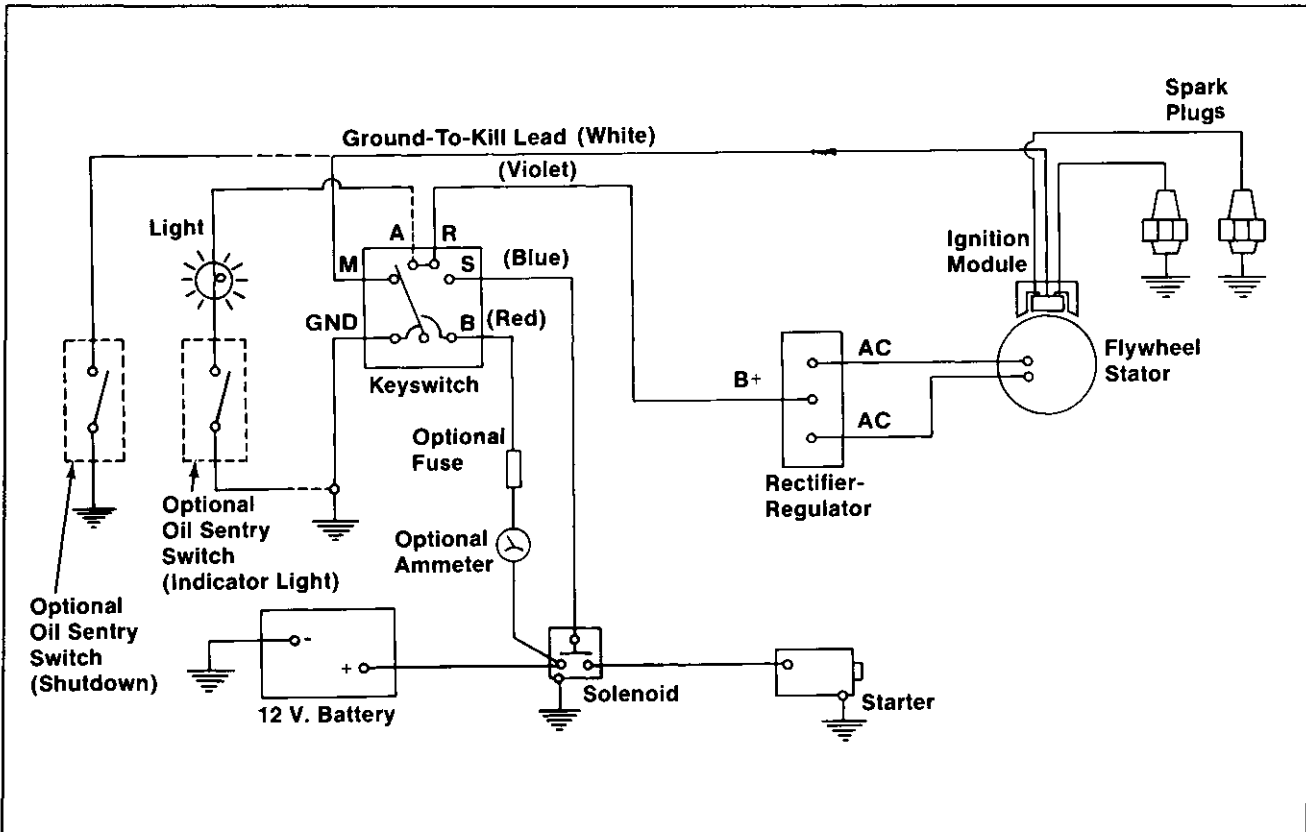 Spark
Plugs
Ground-To-Kill Lead (White)
(Violet)
Light
A
R
M
S
(Blue)
Ignition
Module
GND
B
(Red)
Keyswitch
AC
Flywheel
Stator
B+
AC
Optional
Fuse
Rectifier-
Regulator
Optional
Oil Sentry
Switch
(Indicator Light)
Optional
Ammeter
Optional
Oil Sentry
Switch
(Shutdown)
-
+
12 V. Battery
Solenoid
Starter